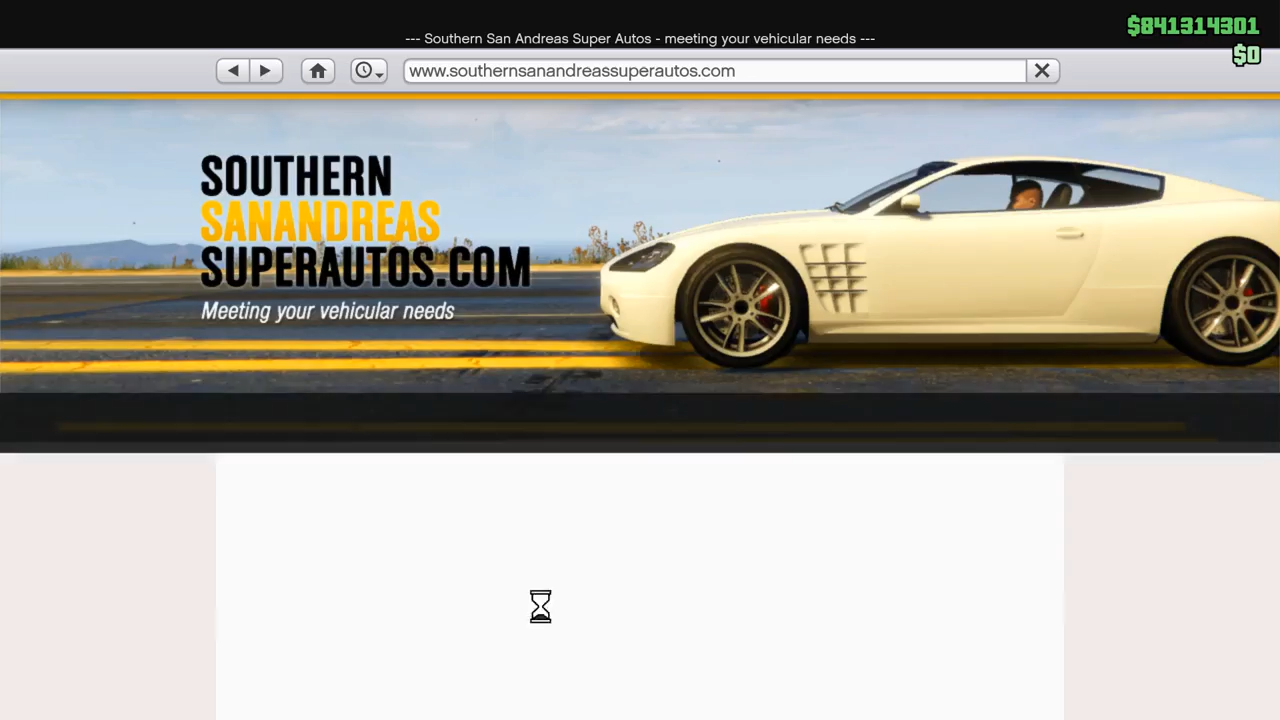 $841314301
--- Southern San Andreas Super Autos - meeting your vehicular needs ---
$0
www.southernsanandreassuperautos.com
SOUTHERN
SANANDREAS
SUPERAUTOS.COM
Meeting your vehicular needs